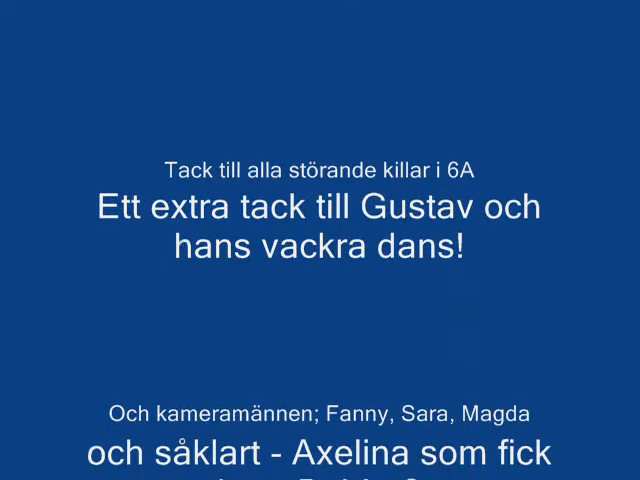 Tack till alla störande killar i 6A
Ett extra tack till Gustav och
hans vackra dans!
Och kameramännen; Fanny, Sara, Magda
och såklart - Axelina som fick